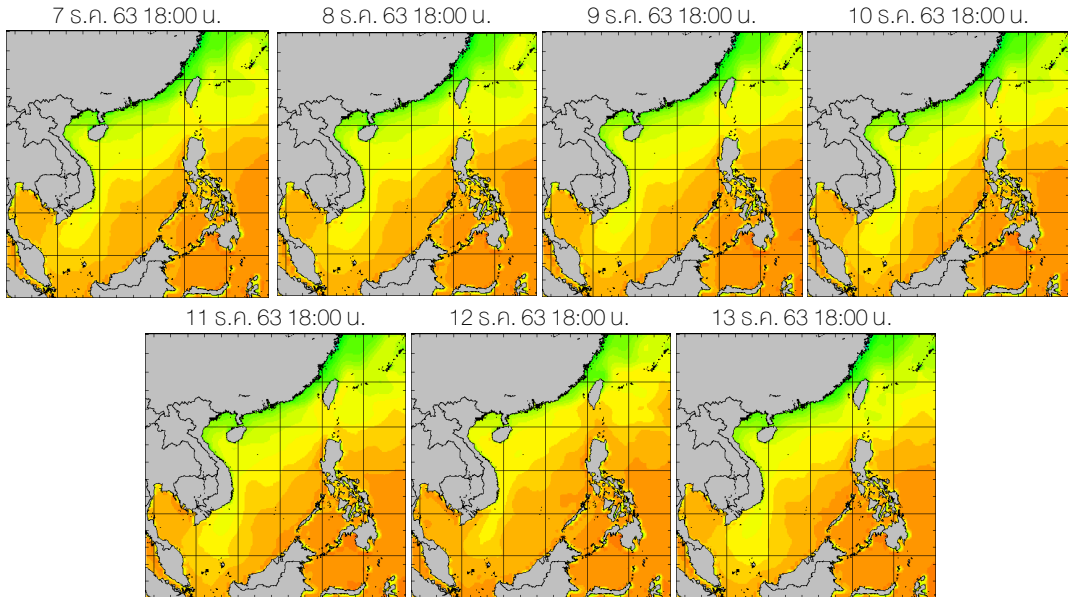 7 ธ.ค. 63 18:00 น.
8 ธ.ค. 63 18:00 น.
9 ธ.ค. 63 18:00 น.
10 ธ.ค. 63 18:00 น.
11 ธ.ค. 63 18:00 น.
12 ธ.ค. 63 18:00 น.
13 ธ.ค. 63 18:00 น.